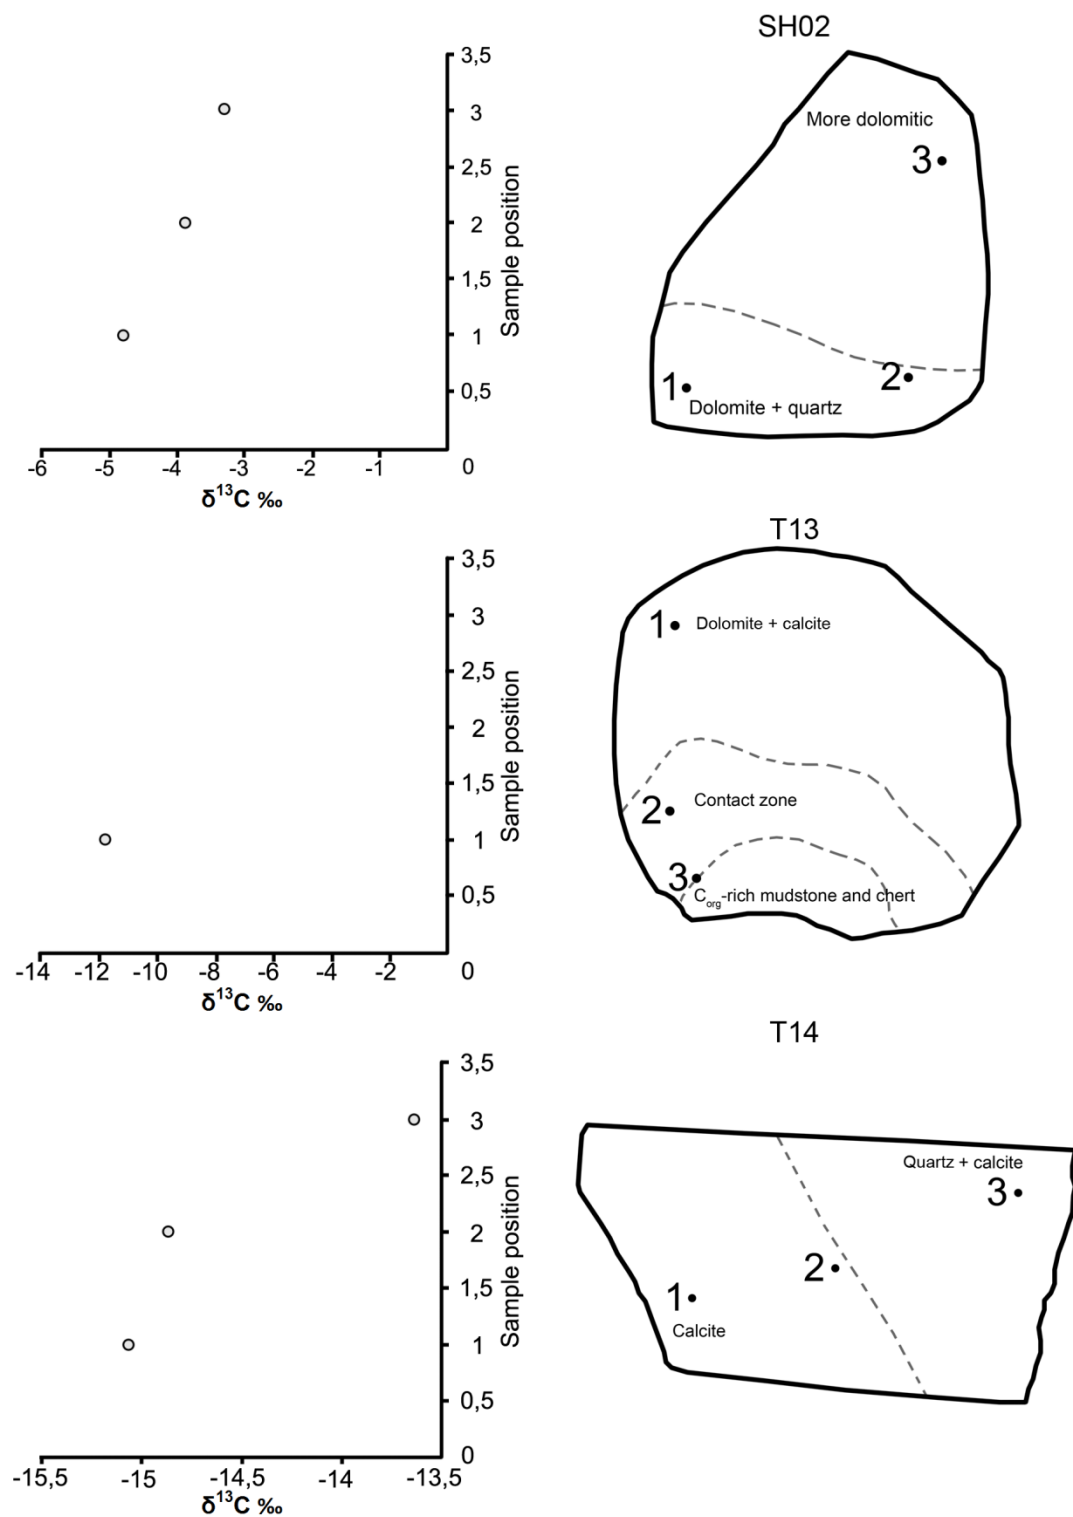 SH02
3,5
3
2,5
2
1,5
1
0,5
0
Sample position
-6 -5 -4 -3 -2 -1
δ13C ‰
More dolomitic
3
2
1
Dolomite + quartz
T13
3,5
3
2,5
2
1,5
1
0,5
0
Sample position
-14 -12 -10 -8 -6 -4 -2
δ13C ‰
1 Dolomite + calcite
2 Contact zone
3
Corg-rich mudstone and chert
T14
3,5
3
2,5
2
1,5
1
0,5
0
Sample position
-15,5 -15 -14,5 -14 -13,5
δ13C ‰
Quartz + calcite
3
2
1
Calcite